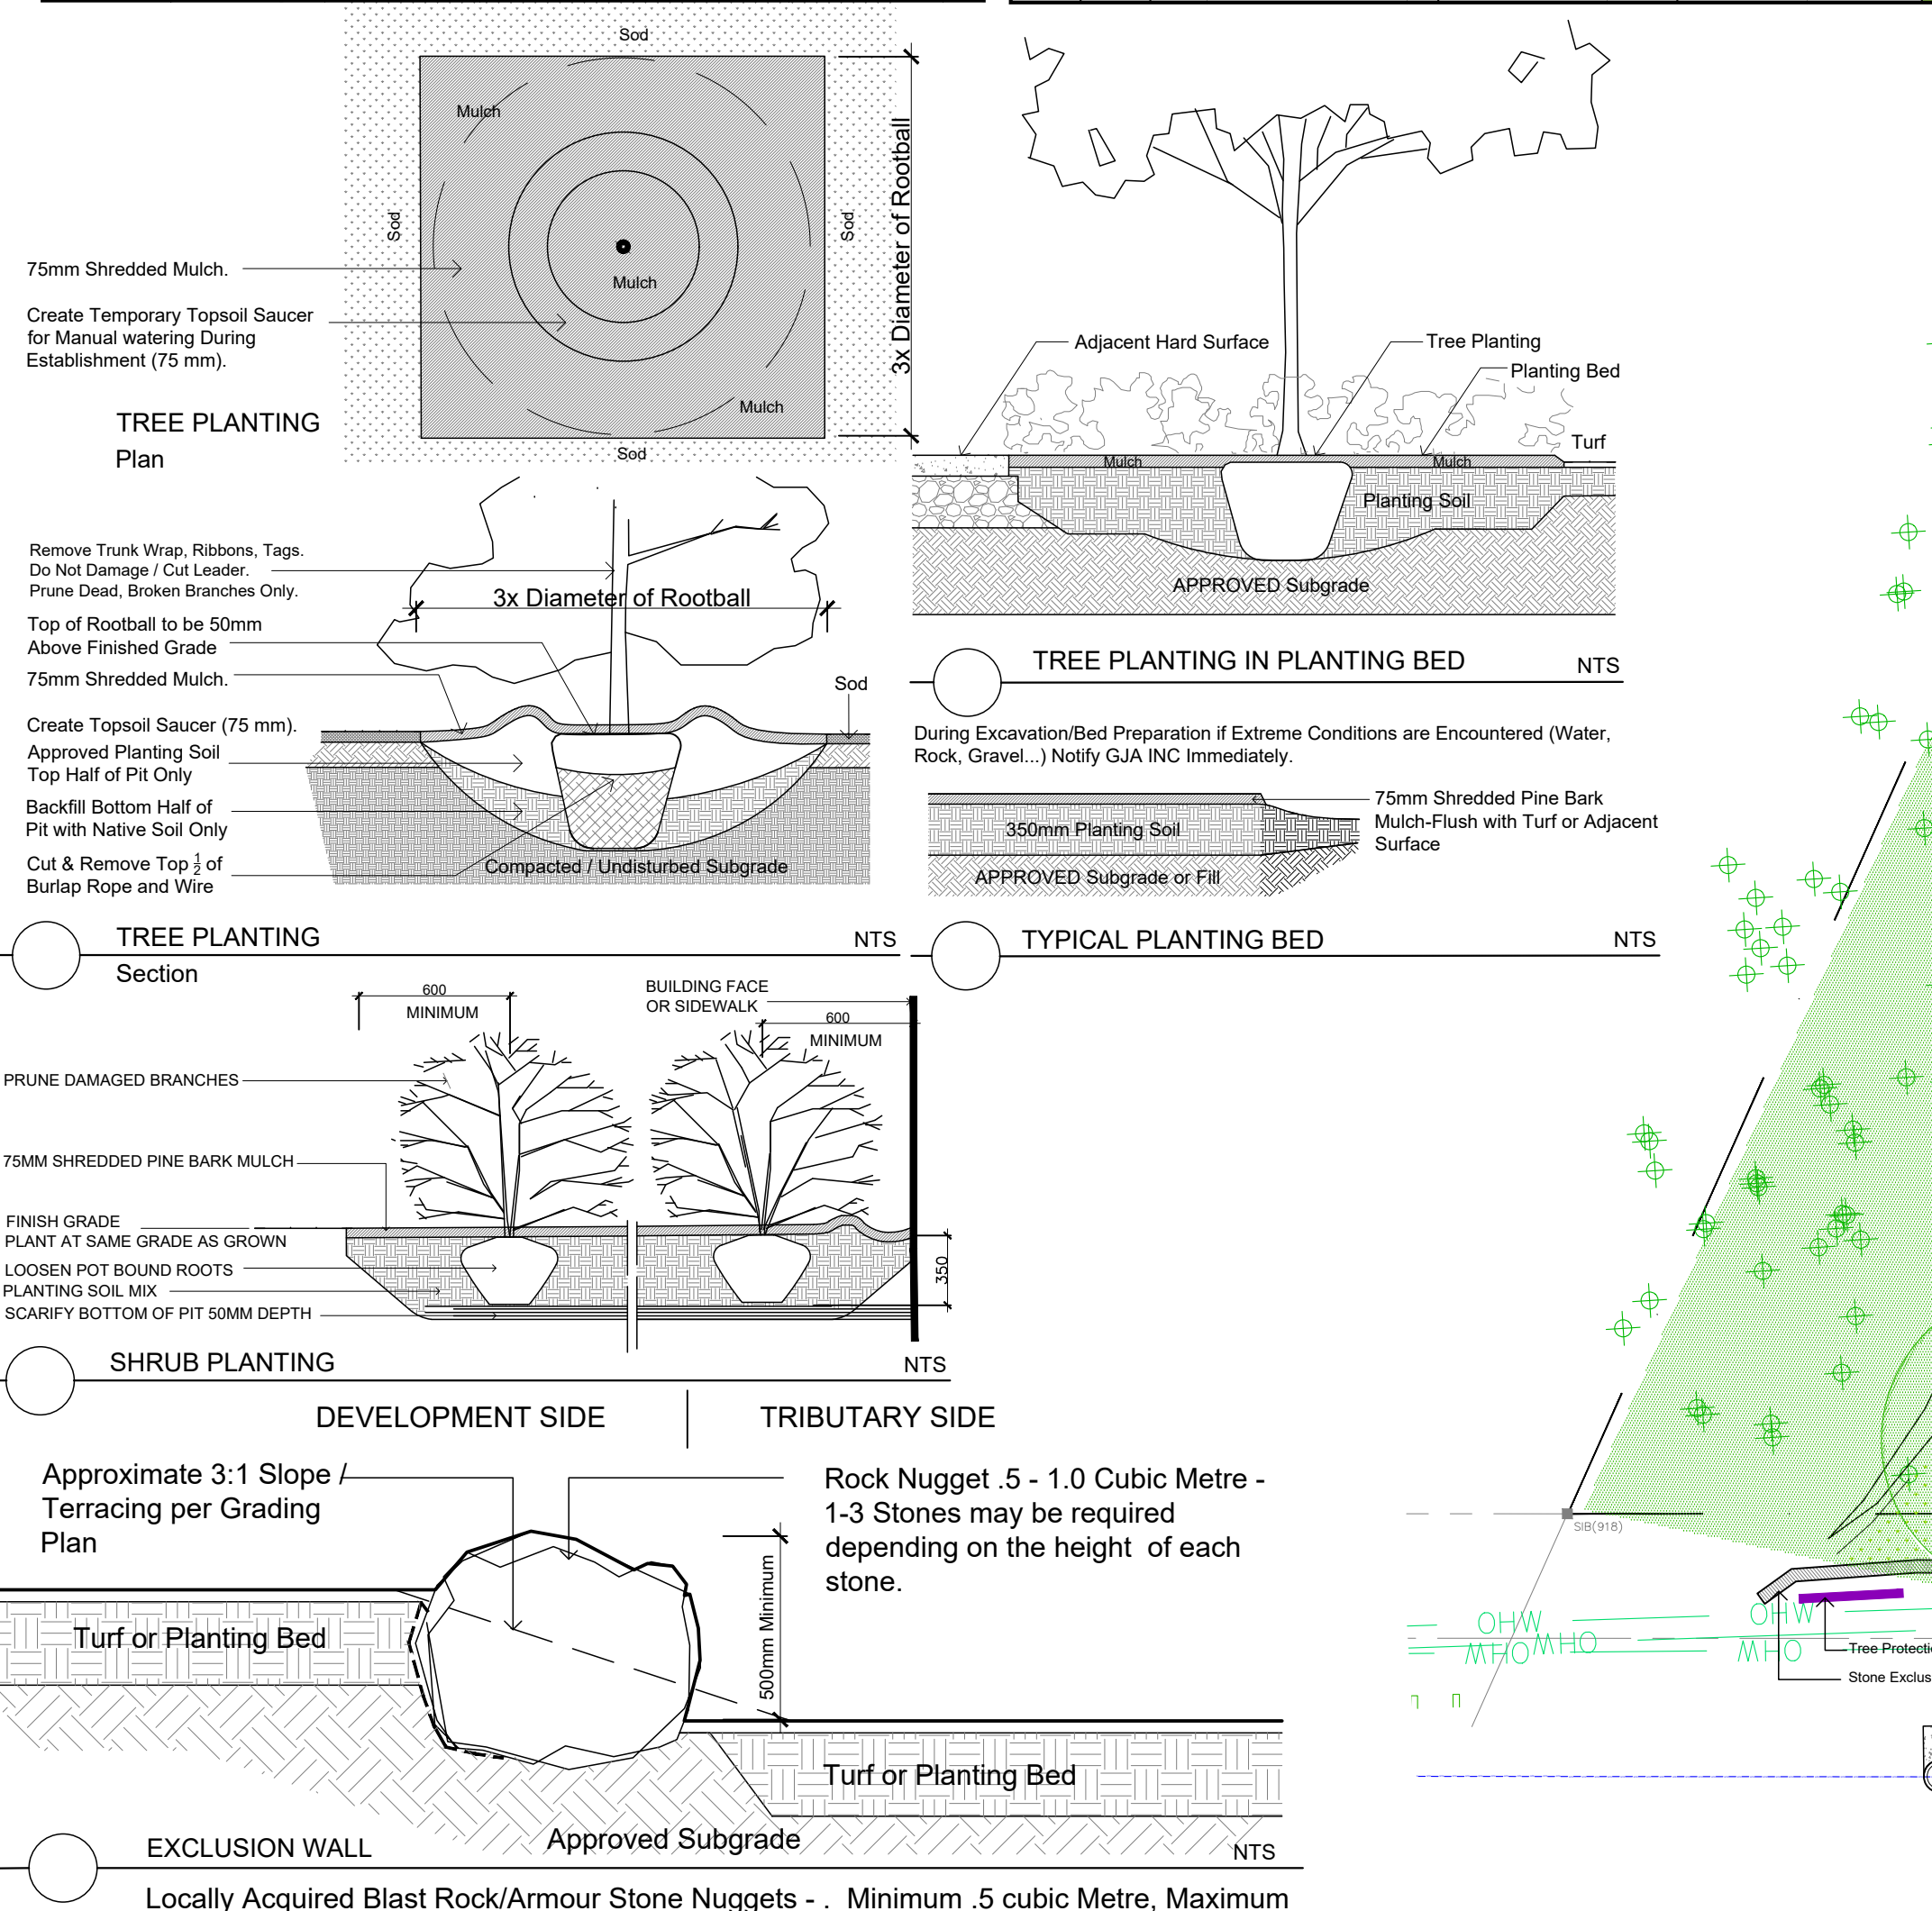 Sod
Mulch
Sod
Sod
3x Diameter of Rootball
Mulch
Mulch
Sod
75mm Shredded Mulch.
Create Temporary Topsoil Saucer
for Manual watering During
Establishment (75 mm).
TREE PLANTING
Plan
Remove Trunk Wrap, Ribbons, Tags.
Do Not Damage / Cut Leader.
Prune Dead, Broken Branches Only.
3x Diameter of Rootball
Top of Rootball to be 50mm
Above Finished Grade
75mm Shredded Mulch.
Sod
Create Topsoil Saucer (75 mm).
Approved Planting Soil
Top Half of Pit Only
Backfill Bottom Half of
Pit with Native Soil Only
Cut & Remove Top 1/2 of
Burlap Rope and Wire
Compacted / Undisturbed Subgrade
TREE PLANTING
NTS
Section
Adjacent Hard Surface
Tree Planting
Planting Bed
Turf
Mulch
Mulch
Planting Soil
APPROVED Subgrade
TREE PLANTING IN PLANTING BED
NTS
During Excavation/Bed Preparation if Extreme Conditions are Encountered (Water,
Rock, Gravel...) Notify GJA INC Immediately.
75mm Shredded Pine Bark
Mulch-Flush with Turf or Adjacent
Surface
350mm Planting Soil
APPROVED Subgrade or Fill
TYPICAL PLANTING BED
NTS
600
MINIMUM
BUILDING FACE
OR SIDEWALK
600
MINIMUM
PRUNE DAMAGED BRANCHES
75MM SHREDDED PINE BARK MULCH
FINISH GRADE
PLANT AT SAME GRADE AS GROWN
LOOSEN POT BOUND ROOTS
PLANTING SOIL MIX
SCARIFY BOTTOM OF PIT 50MM DEPTH
350
SHRUB PLANTING
NTS
DEVELOPMENT SIDE
TRIBUTARY SIDE
Approximate 3:1 Slope /
Terracing per Grading
Plan
Rock Nugget .5 - 1.0 Cubic Metre -
1-3 Stones may be required
depending on the height of each
stone.
500mm Minimum
Turf or Planting Bed
Turf or Planting Bed
Approved Subgrade
EXCLUSION WALL
NTS
Locally Acquired Blast Rock/Armour Stone Nuggets - . Minimum .5 cubic Metre, Maximum
SIB(918)
OHW
OHW
OHW
OHW
OHW
Tree Protecti
Stone Exclus